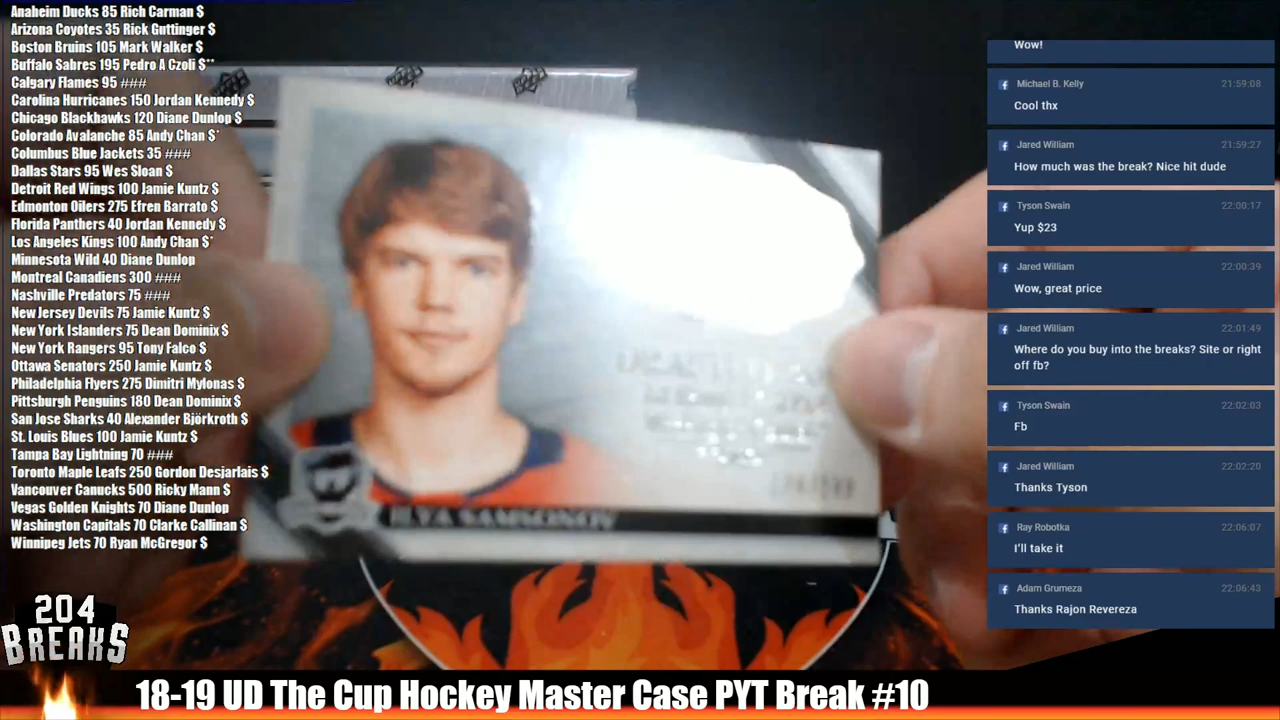 Anaheim Ducks 85 Rich Carman $
Arizona Coyotes 35 Rick Guttinger $
Boston Bruins 105 Mark Walker $
Buffalo Sabres 195 Pedro A Czoli $**
Calgary Flames 95 ###
Carolina Hurricanes 150 Jordan Kennedy $
Chicago Blackhawks 120 Diane Dunlop $
Colorado Avalanche 85 Andy Chan $*
Columbus Blue Jackets 35 ###
Dallas Stars 95 Wes Sloan $
Detroit Red Wings 100 Jamie Kuntz $
Edmonton Oilers 275 Efren Barrato $
Florida Panthers 40 Jordan Kennedy $
Los Angeles Kings 100 Andy Chan $*
Minnesota Wild 40 Diane Dunlop
Montreal Canadiens 300 ###
Nashville Predators 75 ###
New Jersey Devils 75 Jamie Kuntz $
New York Islanders 75 Dean Dominix $
New York Rangers 95 Tony Falco $
Ottawa Senators 250 Jamie Kuntz $
Philadelphia Flyers 275 Dimitri Mylonas $
Pittsburgh Penguins 180 Dean Dominix $
San Jose Sharks 40 Alexander Björkroth $
St. Louis Blues 100 Jamie Kuntz $
Tampa Bay Lightning 70 ###
Toronto Maple Leafs 250 Gordon Desjarlais $
Vancouver Canucks 500 Ricky Mann $
Vegas Golden Knights 70 Diane Dunlop
Washington Capitals 70 Clarke Callinan $
Winnipeg Jets 70 Ryan McGregor $
204
BREAKS
ILYA SAMSONOV
Wow!
Michael B. Kelly 21:59:08
Cool thx
Jared William 21:59:27
How much was the break? Nice hit dude
Tyson Swain 22:00:17
Yup $23
Jared William 22:00:39
Wow, great price
Jared William 22:01:49
Where do you buy into the breaks? Site or right
off fb?
Tyson Swain 22:02:03
Fb
Jared William 22:02:20
Thanks Tyson
Ray Robotka 22:06:07
I'll take it
Adam Grumeza 22:06:43
Thanks Rajon Revereza
18-19 UD The Cup Hockey Master Case PYT Break #10